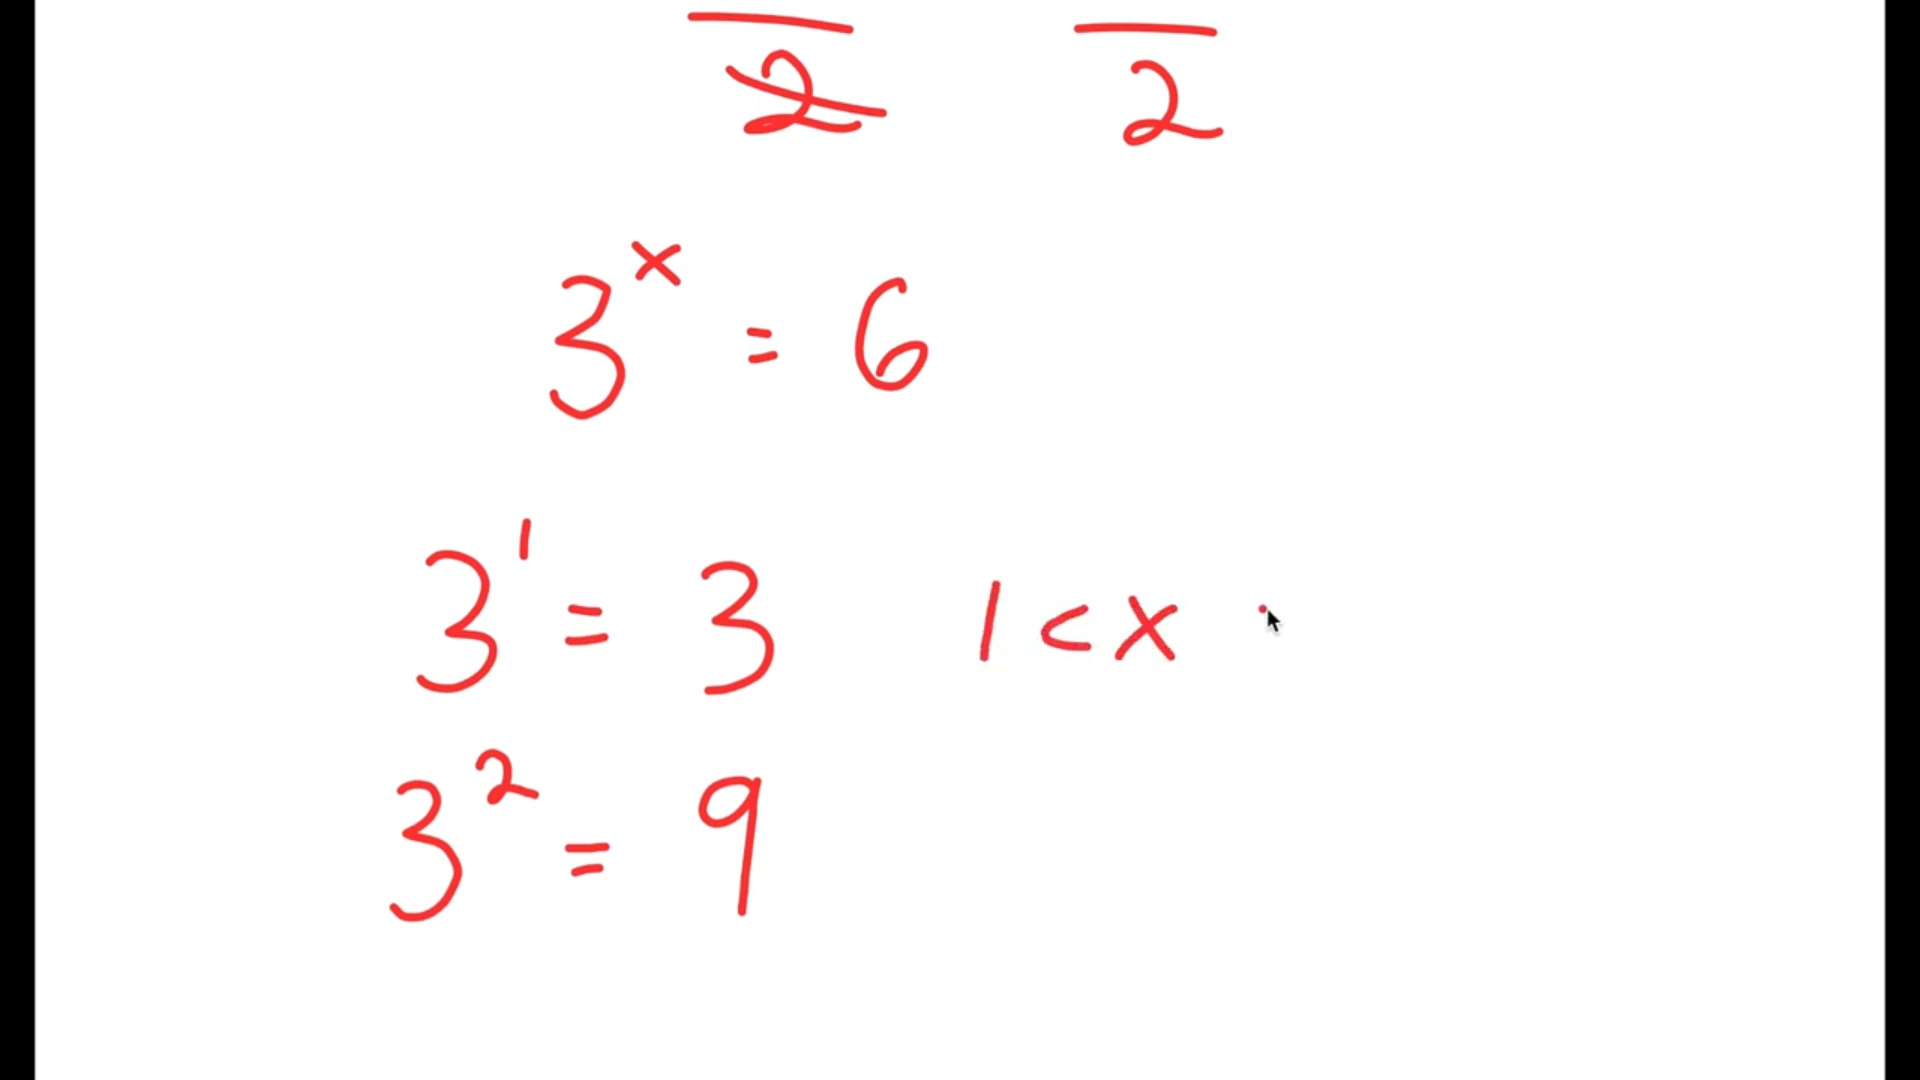 2 2
3^x = 6
3^1 = 3 1 < x
3^2 = 9